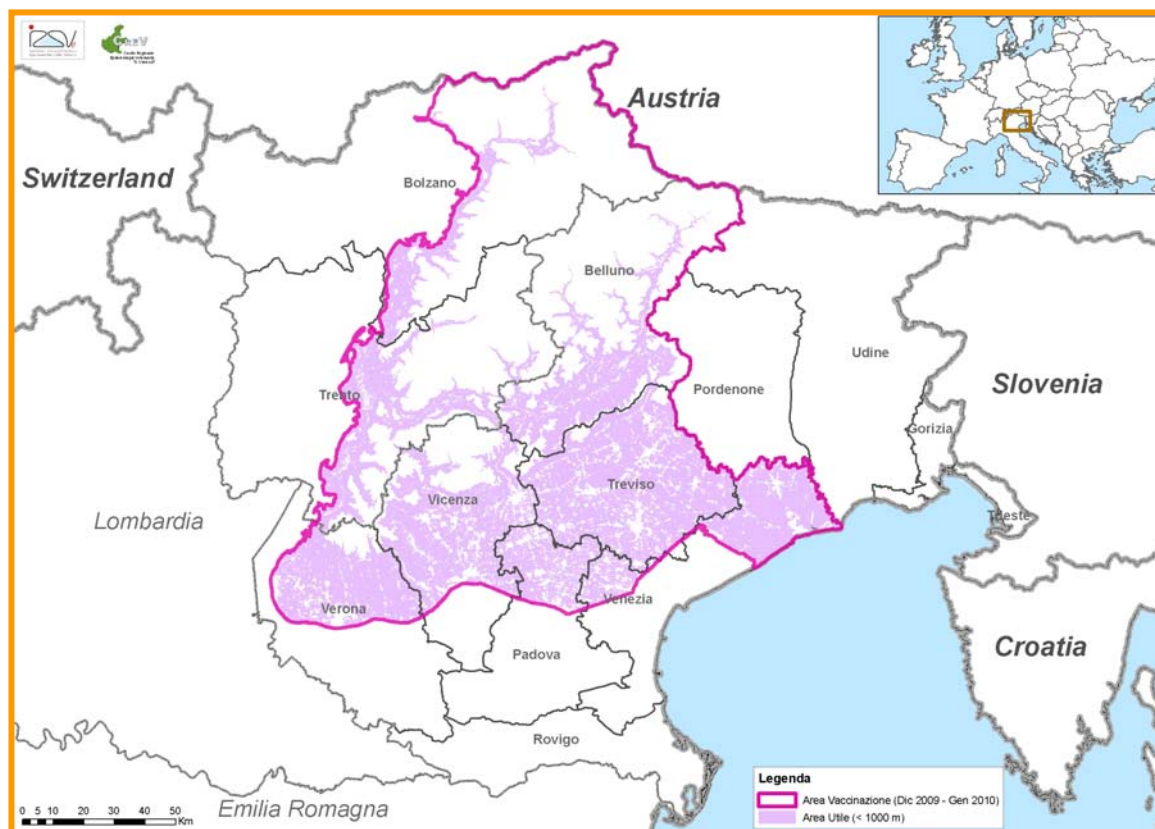 Austria
Switzerland
Bolzano
Belluno
Udine
Slovenia
Pordenone
Trento
Gorizia
Treviso
Vicenza
Lombardia
Trieste
Venezia
Verona
Padova
Croatia
Rovigo
Emilia Romagna
0 5 10 20 30 40 50
Km
Legenda
Area Vaccinazione (Dic 2009 - Gen 2010)
Area Utile (< 1000 m)